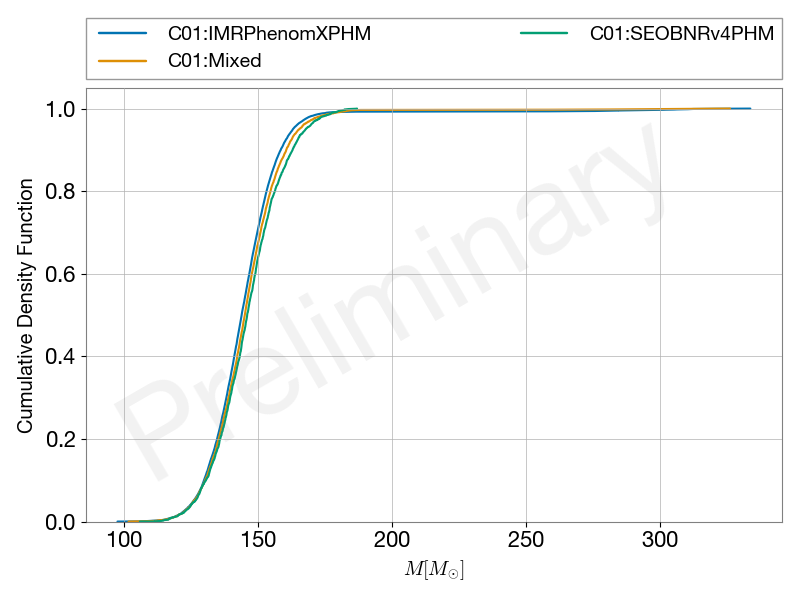 C01:IMRPhenomXPHM
C01:Mixed
C01:SEOBNRv4PHM
Preliminary
Cumulative Density Function
1.0
0.8
0.6
0.4
0.2
0.0
100 150 200 250 300
M[M⊙]